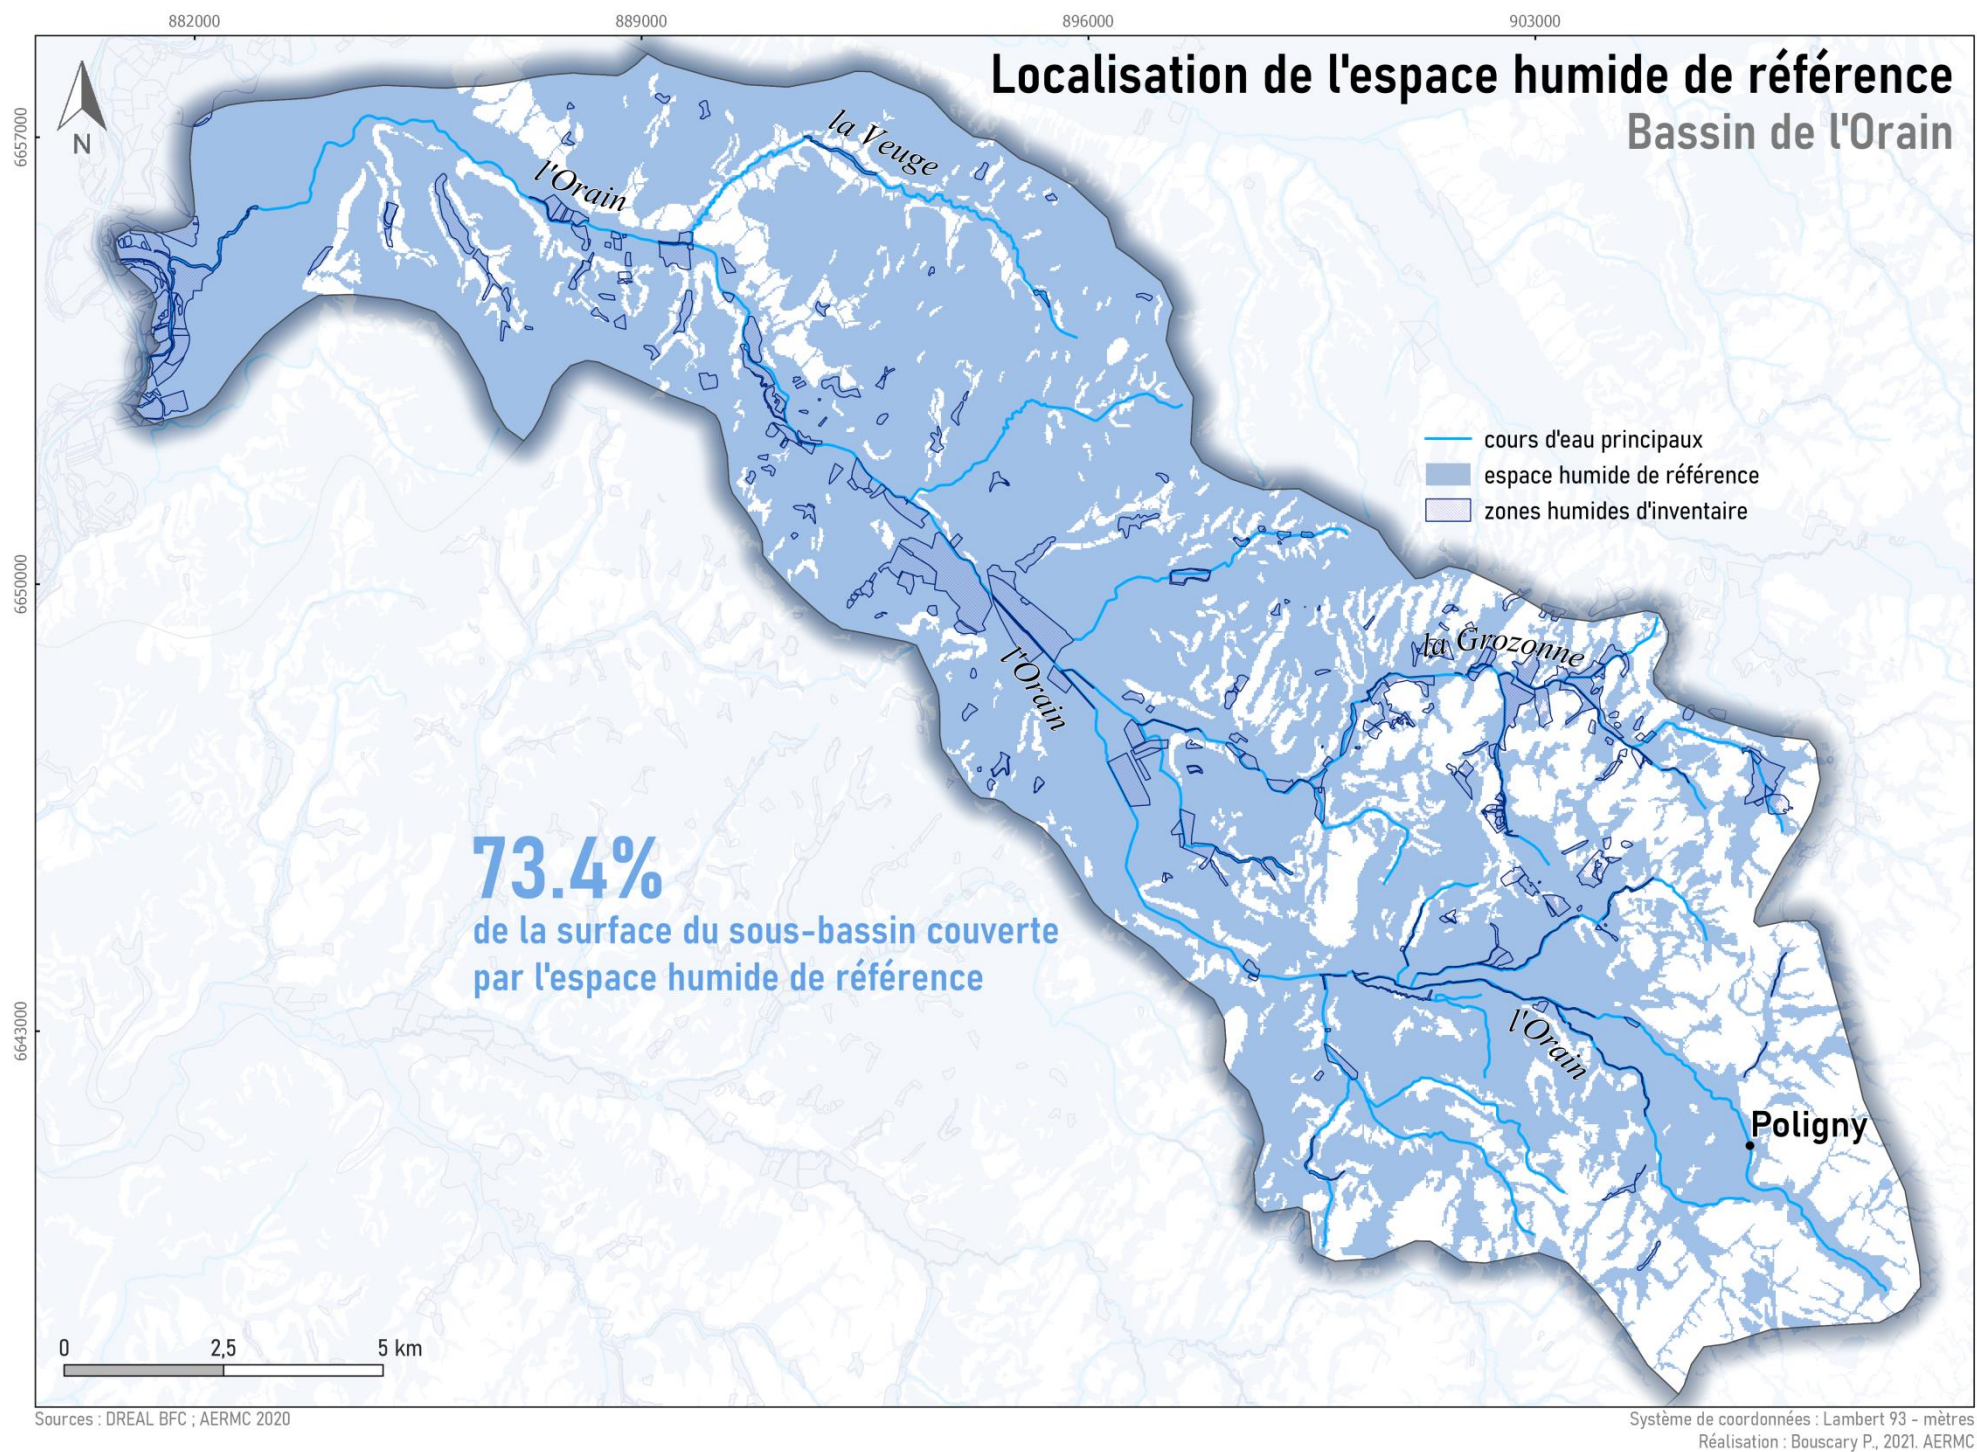 882000 889000 896000 903000
Localisation de l'espace humide de référence
Bassin de l'Orain
6657000
N
la Veuge
l'Orain
cours d'eau principaux
espace humide de référence
zones humides d'inventaire
6650000
la Grozonne
l'Orain
73.4%
de la surface du sous-bassin couverte
par l'espace humide de référence
6643000
l'Orain
Poligny
0 2,5 5 km
Sources : DREAL BFC ; AERMC 2020
Système de coordonnées : Lambert 93 - mètres
Réalisation : Bouscary P., 2021. AERMC